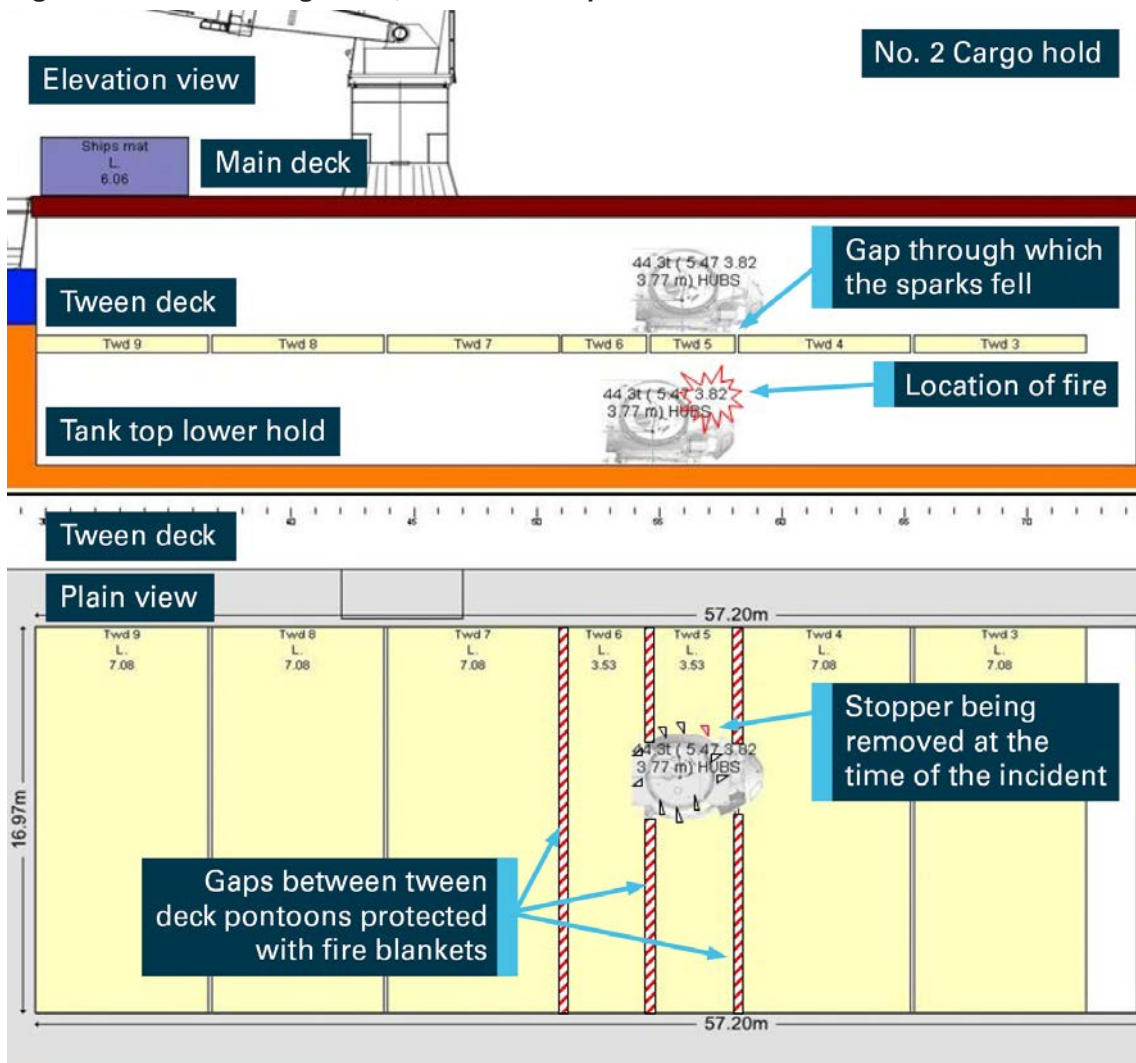 Elevation view
No. 2 Cargo hold
Ships mat
L.
6.06
Main deck
44.3t ( 5.47 3.82
3.77 m) HUBS
Gap through which
the sparks fell
Tween deck
Twd 9
Twd 8
Twd 7
Twd 6
Twd 5
Twd 4
Twd 3
44.3t ( 5.47 3.82
3.77 m) HUBS
Location of fire
Tank top lower hold
40
45
50
55
60
65
70
Tween deck
Plain view
57.20m
Twd 9
L.
7.08
Twd 8
L.
7.08
Twd 7
L.
7.08
Twd 6
L.
3.53
Twd 5
L.
3.53
Twd 4
L.
7.08
Twd 3
L.
7.08
16.97m
44.3t ( 5.47 3.82
3.77 m) HUBS
Stopper being
removed at the
time of the incident
Gaps between tween
deck pontoons protected
with fire blankets
57.20m